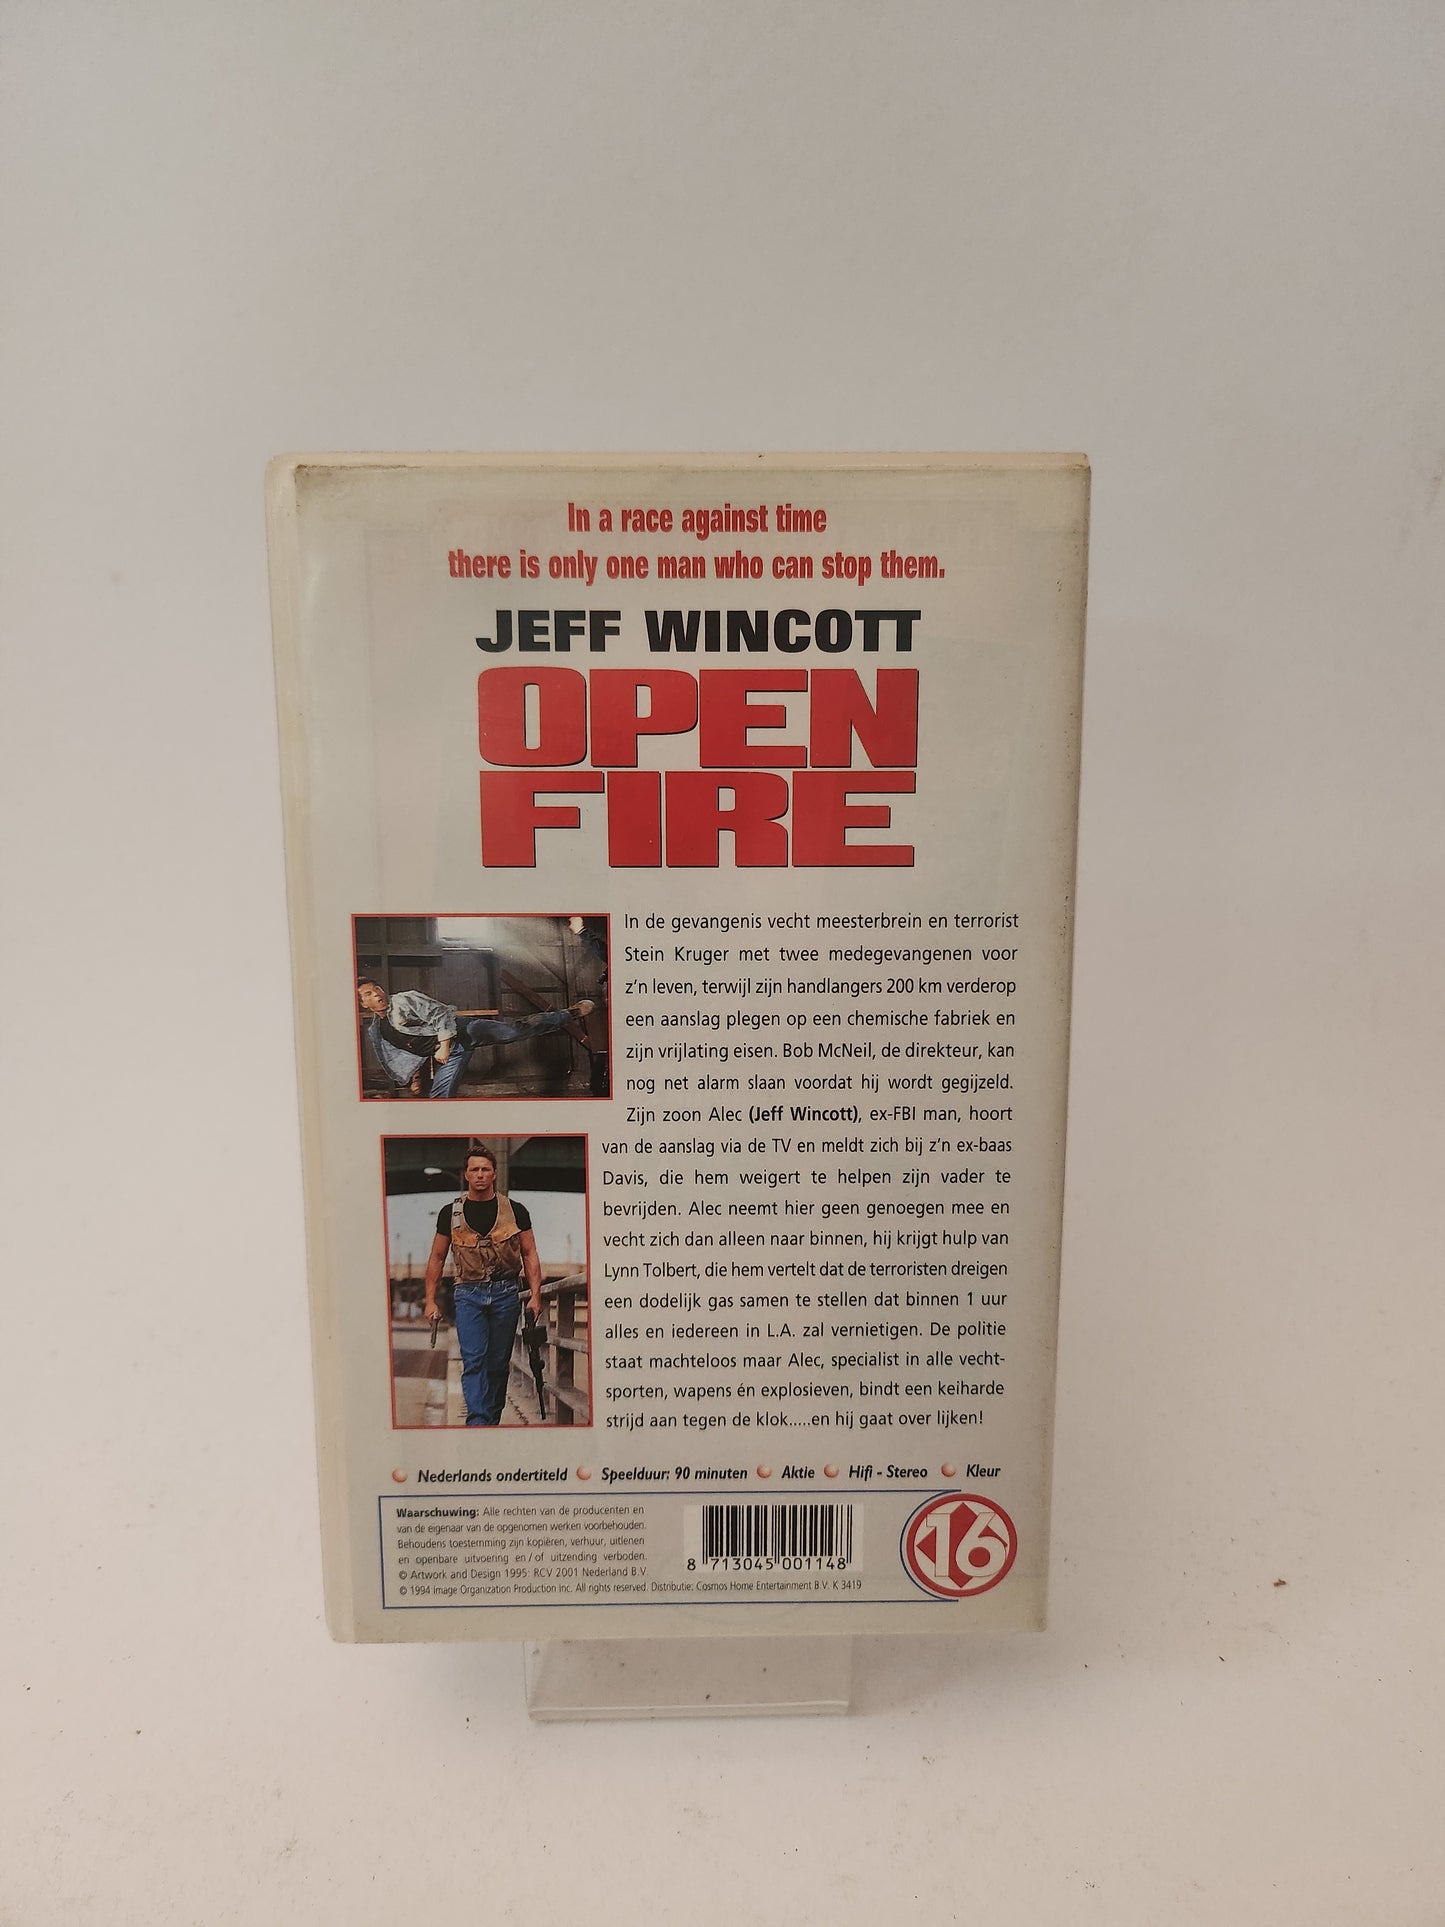 In a race against time
there is only one man who can stop them.
JEFF WINCOTT
OPEN
FIRE
In de gevangenis vecht meesterbrein en terrorist
Stein Kruger met twee medegevangenen voor
z'n leven, terwijl zijn handlangers 200 km verderop
een aanslag plegen op een chemische fabriek en
zijn vrijlating eisen. Bob McNeil, de direkteur, kan
nog net alarm slaan voordat hij wordt gegijzeld.
Zijn zoon Alec (Jeff Wincott), ex-FBI man, hoort
van de aanslag via de TV en meldt zich bij z'n ex-baas
Davis, die hem weigert te helpen zijn vader te
bevrijden. Alec neemt hier geen genoegen mee en
vecht zich dan alleen naar binnen, hij krijgt hulp van
Lynn Tolbert, die hem vertelt dat de terroristen dreigen
een dodelijk gas samen te stellen dat binnen 1 uur
alles en iedereen in L.A. zal vernietigen. De politie
staat machteloos maar Alec, specialist in alle vecht-
sporten, wapens én explosieven, bindt een keiharde
strijd aan tegen de klok.....en hij gaat over lijken!
Nederlands ondertiteld Speelduur: 90 minuten Aktie Hifi - Stereo Kleur
Waarschuwing: Alle rechten van de producenten en
van de eigenaar van de opgenomen werken voorbehouden.
Behoudens toestemming zijn kopiëren, verhuur, uitlenen
en openbare uitvoering en/of uitzending verboden.
© Artwork and Design 1995: RCV 2001 Nederland B.V.
© 1994 Image Organization Production Inc. All rights reserved. Distributie: Cosmos Home Entertainment B.V. K 3419
8 713045 001148
16